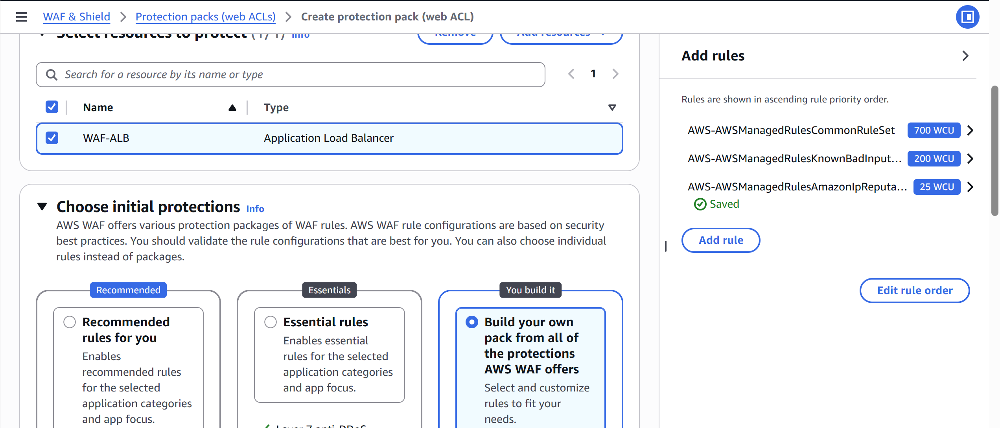 WAF & Shield > Protection packs (web ACLs) > Create protection pack (web ACL)
Select resources to protect (1/1) Info
Remove
Add resources
Search for a resource by its name or type
1
Name
Type
WAF-ALB
Application Load Balancer
Choose initial protections Info
AWS WAF offers various protection packages of WAF rules. AWS WAF rule configurations are based on security
best practices. You should validate the rule configurations that are best for you. You can also choose individual
rules instead of packages.
Recommended
Recommended
rules for you
Enables
recommended rules
for the selected
application categories
and app focus.
Essentials
Essential rules
Enables essential
rules for the selected
application categories
and app focus.
Layer 7 anti-DDoS
You build it
Build your own
pack from all of
the protections
AWS WAF offers
Select and customize
rules to fit your
needs.
Add rules
Rules are shown in ascending rule priority order.
AWS-AWSManagedRulesCommonRuleSet 700 WCU
AWS-AWSManagedRulesKnownBadInput... 200 WCU
AWS-AWSManagedRulesAmazonIpReputa... 25 WCU
Saved
Add rule
Edit rule order